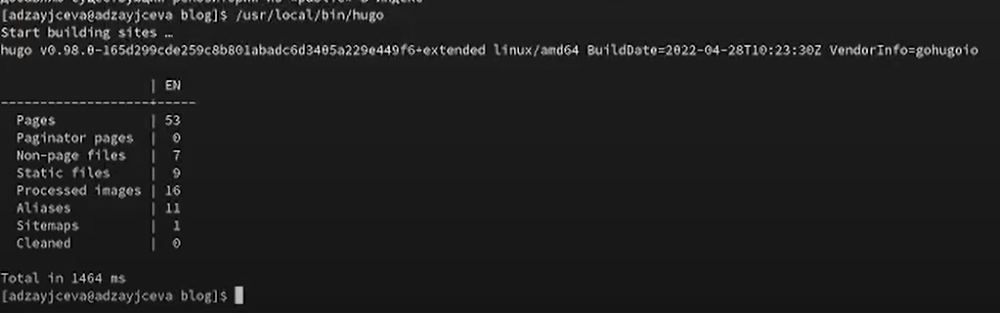 [adzayjceva@adzayjceva blog]$ /usr/local/bin/hugo
Start building sites …
hugo v0.98.0-165d299cde259c8b801abadc6d3405a229e449f6+extended linux/amd64 BuildDate=2022-04-28T10:23:30Z VendorInfo=gohugoio
| EN
-------------------+-----
Pages | 53
Paginator pages | 0
Non-page files | 7
Static files | 9
Processed images | 16
Aliases | 11
Sitemaps | 1
Cleaned | 0
Total in 1464 ms
[adzayjceva@adzayjceva blog]$